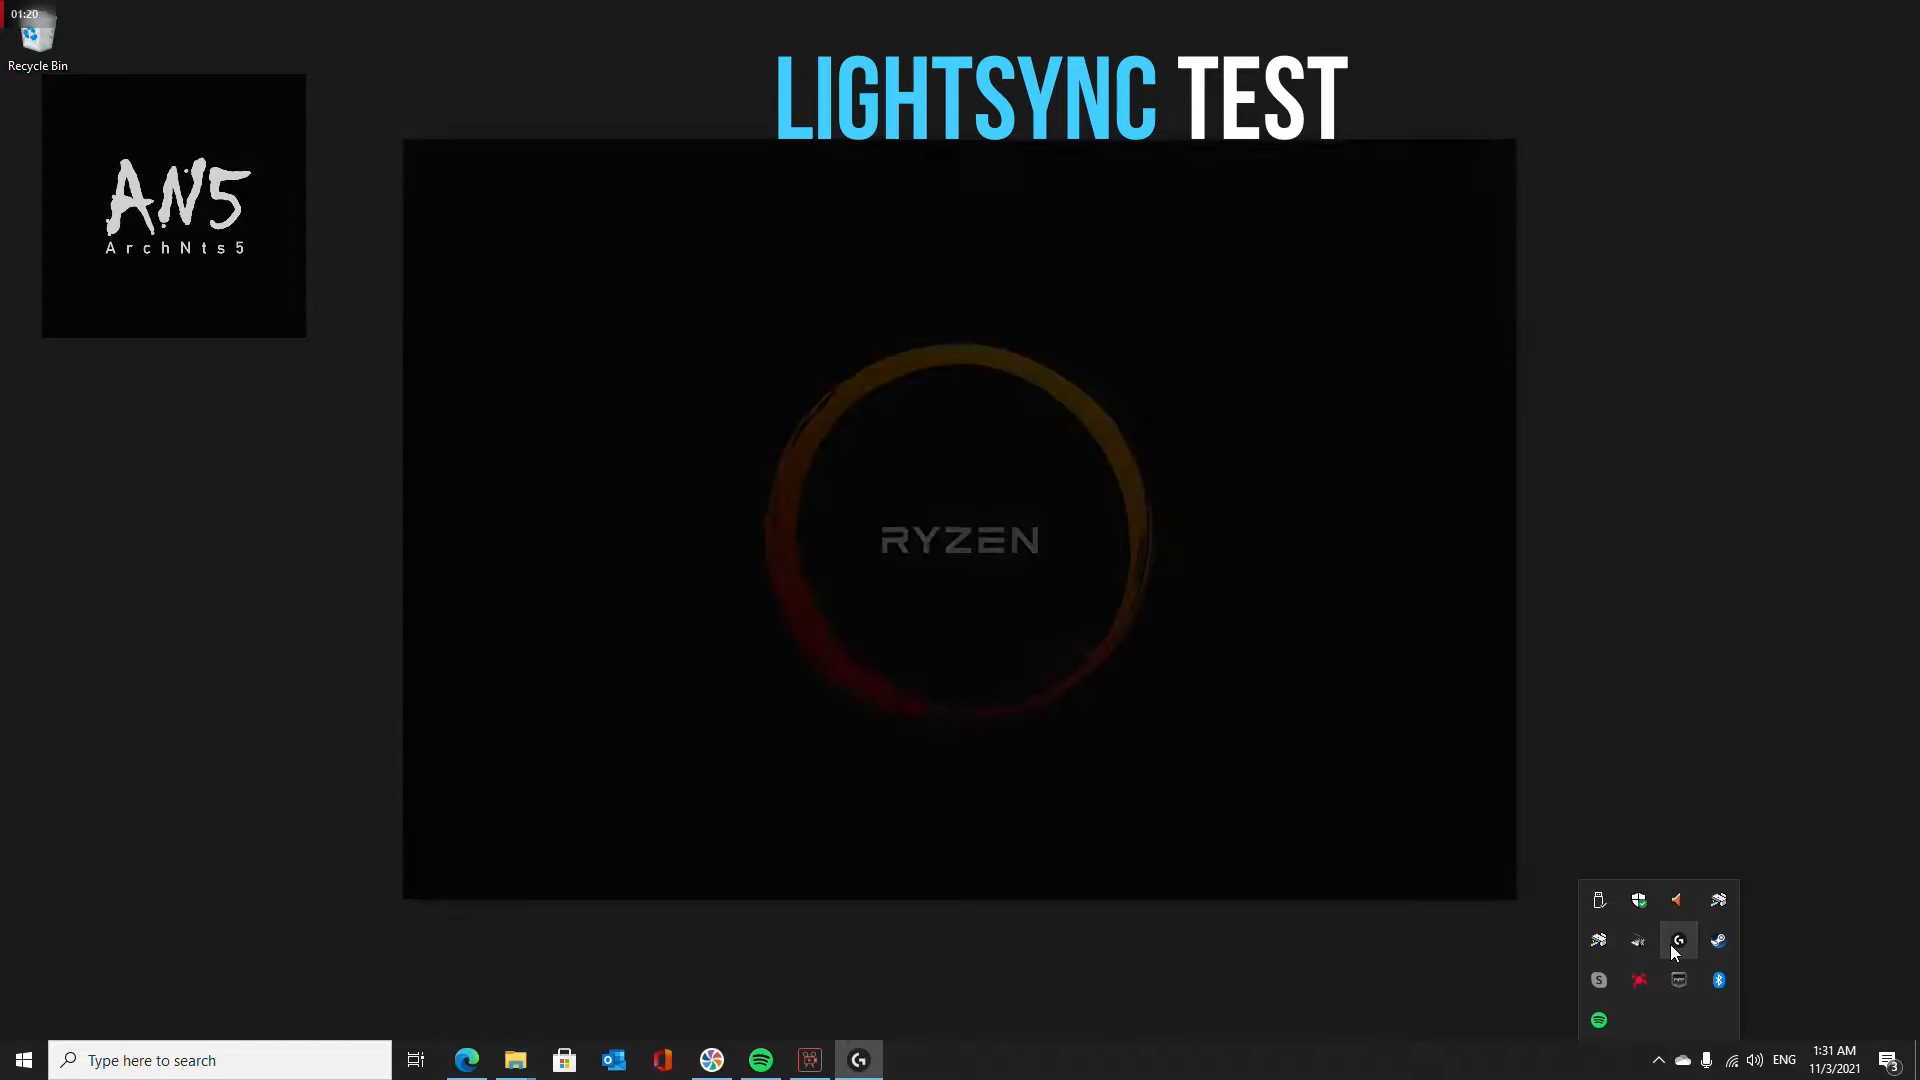 01:20
Recycle Bin
LIGHTSYNC TEST
AN5
ArchNts5
RYZEN
Type here to search
ENG
1:31 AM
11/3/2021
3